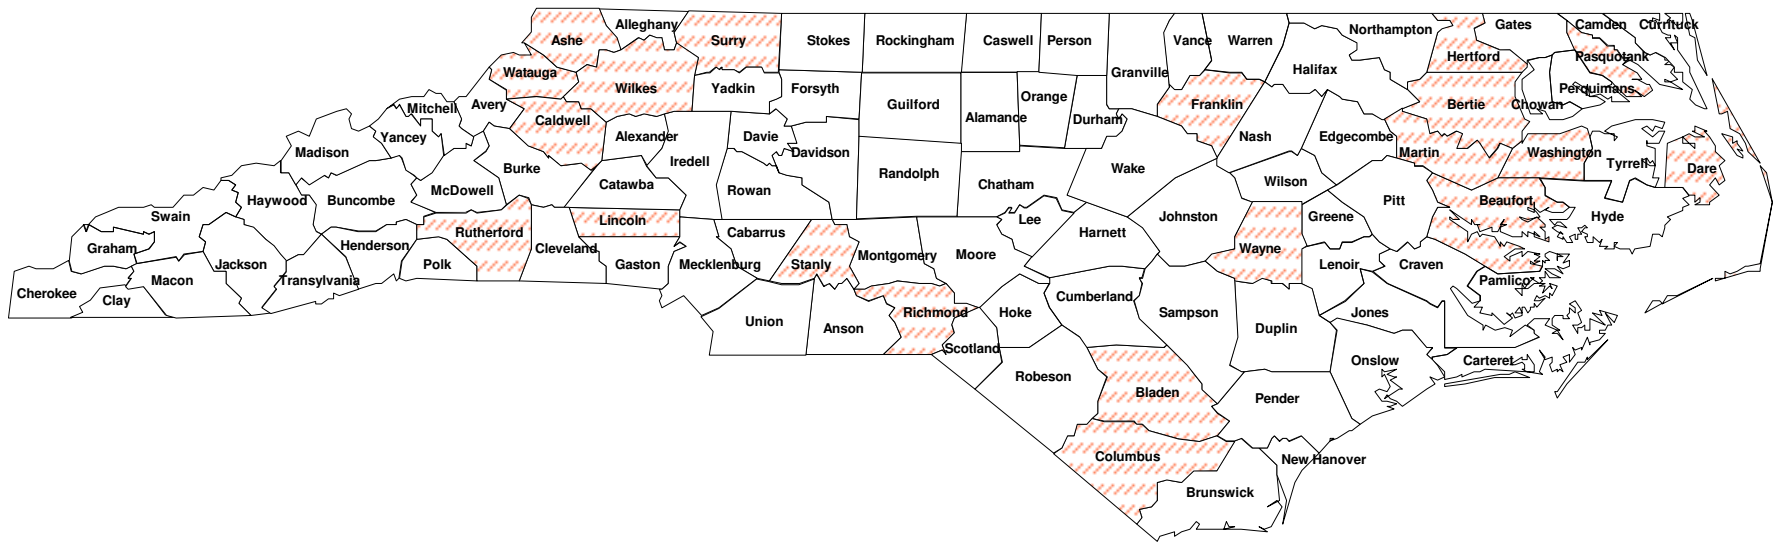 Alleghany
Northampton
Gates
Camden
Currituck
Ashe
Surry
Stokes
Rockingham
Caswell
Person
Vance
Warren
Hertford
Pasquotank
Watauga
Granville
Halifax
Wilkes
Yadkin
Forsyth
Perquimans
Mitchell
Avery
Guilford
Orange
Franklin
Bertie
Chowan
Caldwell
Alamance
Durham
Yancey
Alexander
Davie
Nash
Edgecombe
Madison
Iredell
Davidson
Martin
Washington
Tyrrell
Burke
Wake
Dare
McDowell
Catawba
Rowan
Randolph
Chatham
Wilson
Haywood
Buncombe
Pitt
Beaufort
Swain
Lincoln
Lee
Johnston
Greene
Hyde
Rutherford
Cabarrus
Harnett
Graham
Henderson
Cleveland
Wayne
Jackson
Polk
Gaston
Mecklenburg
Stanly
Montgomery
Moore
Lenoir
Craven
Macon
Transylvania
Pamlico
Cherokee
Clay
Cumberland
Union
Anson
Richmond
Hoke
Sampson
Duplin
Jones
Scotland
Onslow
Carteret
Robeson
Bladen
Pender
Columbus
New Hanover
Brunswick